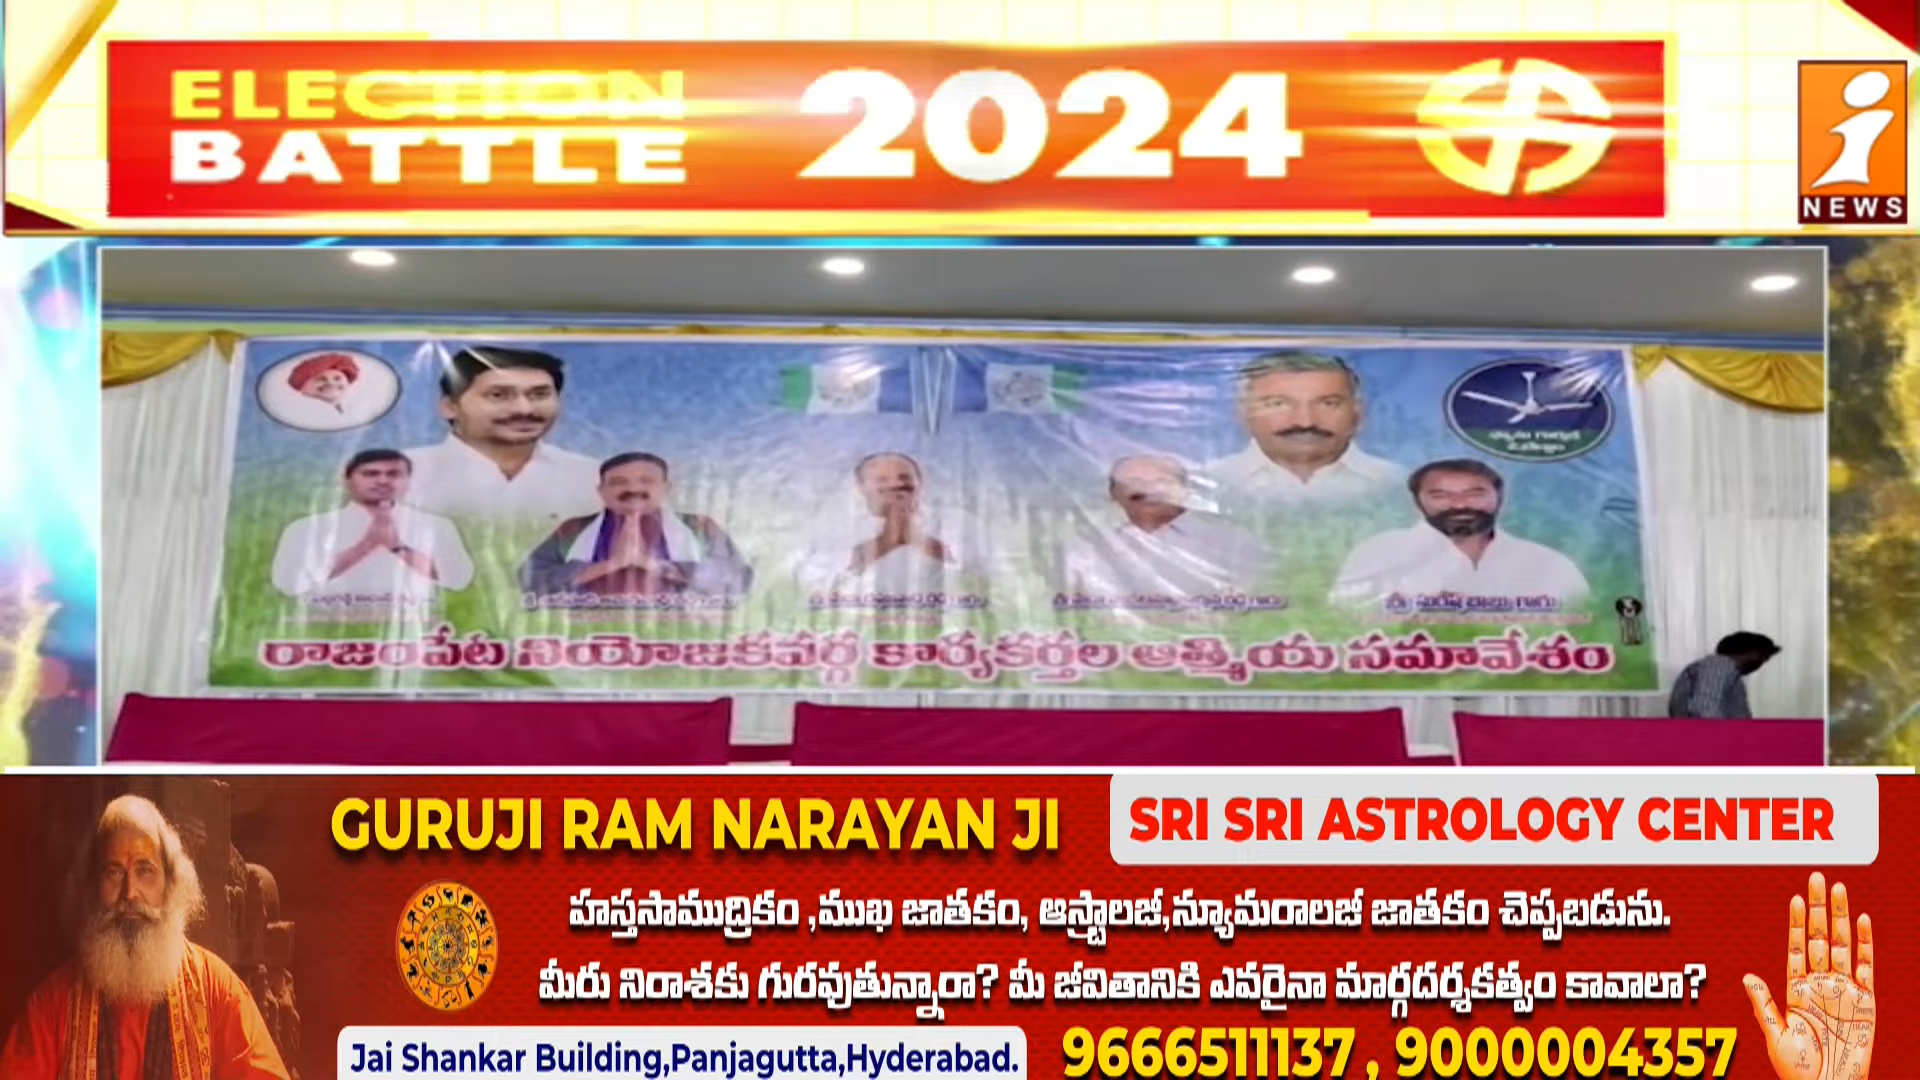 ELECTION
BATTLE
2024
i
NEWS
శ్రీ సురేష్ బాబు గారు
రాజంపేట నియోజకవర్గ కార్యకర్తల ఆత్మీయ సమావేశం
GURUJI RAM NARAYAN JI
SRI SRI ASTROLOGY CENTER
హస్తసాముద్రికం ,ముఖ జాతకం, ఆస్ట్రాలజీ,న్యూమరాలజీ జాతకం చెప్పబడును.
మీరు నిరాశకు గురవుతున్నారా? మీ జీవితానికి ఎవరైనా మార్గదర్శకత్వం కావాలా?
Jai Shankar Building,Panjagutta,Hyderabad.
9666511137 , 9000004357